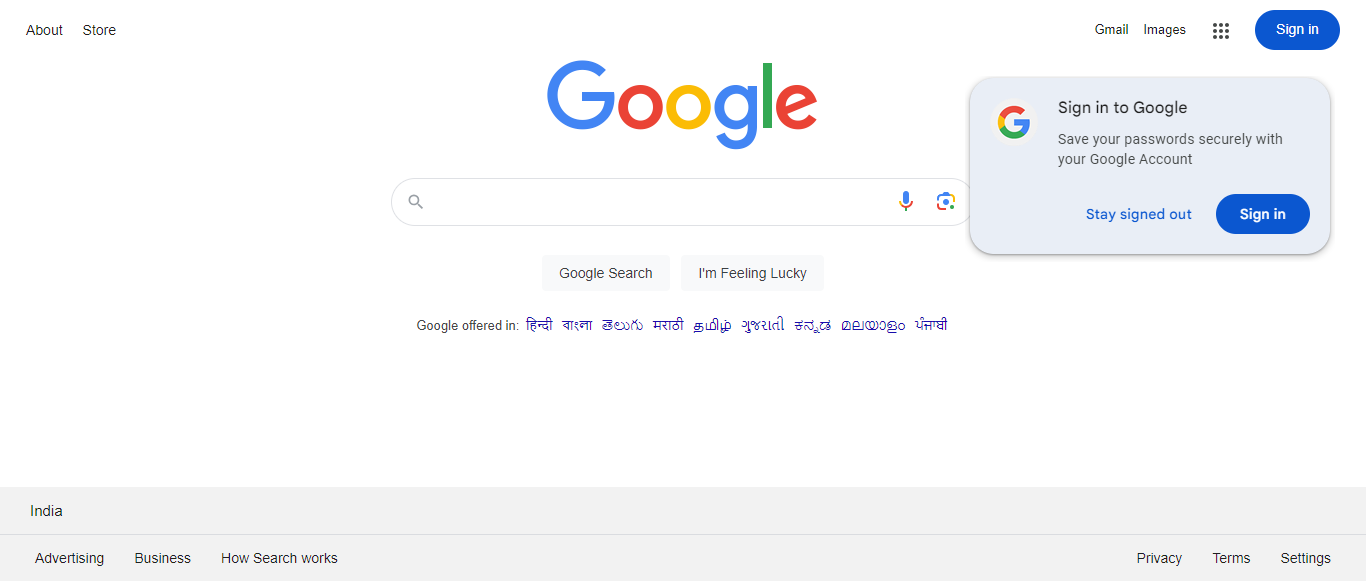 About Store
Gmail Images
Sign in
Google
Sign in to Google
Save your passwords securely with
your Google Account
Stay signed out
Sign in
Google Search
I'm Feeling Lucky
Google offered in: हिन्दी বাংলা తెలుగు मराठी தமிழ் ગુજરાતી ಕನ್ನಡ മലയാളം ਪੰਜਾਬੀ
India
Advertising Business How Search works
Privacy Terms Settings